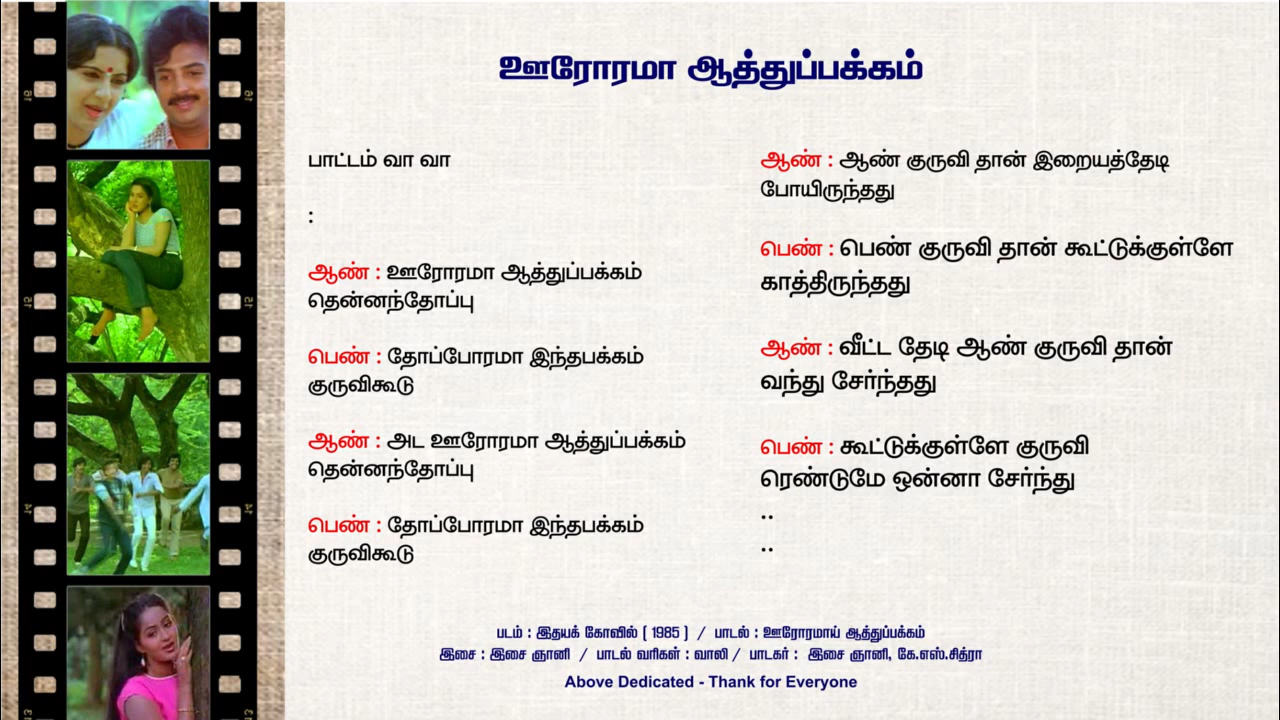 ஊரோரமா ஆத்துப்பக்கம்
பாட்டம் வா வா
:
ஆண் : ஊரோரமா ஆத்துப்பக்கம்
தென்னந்தோப்பு
பெண் : தோப்போரமா இந்தபக்கம்
குருவிகூடு
ஆண் : அட ஊரோரமா ஆத்துப்பக்கம்
தென்னந்தோப்பு
பெண் : தோப்போரமா இந்தபக்கம்
குருவிகூடு
ஆண் : ஆண் குருவி தான் இறையத்தேடி
போயிருந்தது
பெண் : பெண் குருவி தான் கூட்டுக்குள்ளே
காத்திருந்தது
ஆண் : வீட்ட தேடி ஆண் குருவி தான்
வந்து சேர்ந்தது
பெண் : கூட்டுக்குள்ளே குருவி
ரெண்டுமே ஒன்னா சேர்ந்து
..
..
படம் : இதயக் கோவில் ( 1985 ) / பாடல் : ஊரோரமாய் ஆத்துப்பக்கம்
இசை : இசை ஞானி / பாடல் வரிகள் : வாலி / பாடகர் : இசை ஞானி, கே.எஸ்.சித்ரா
Above Dedicated - Thank for Everyone